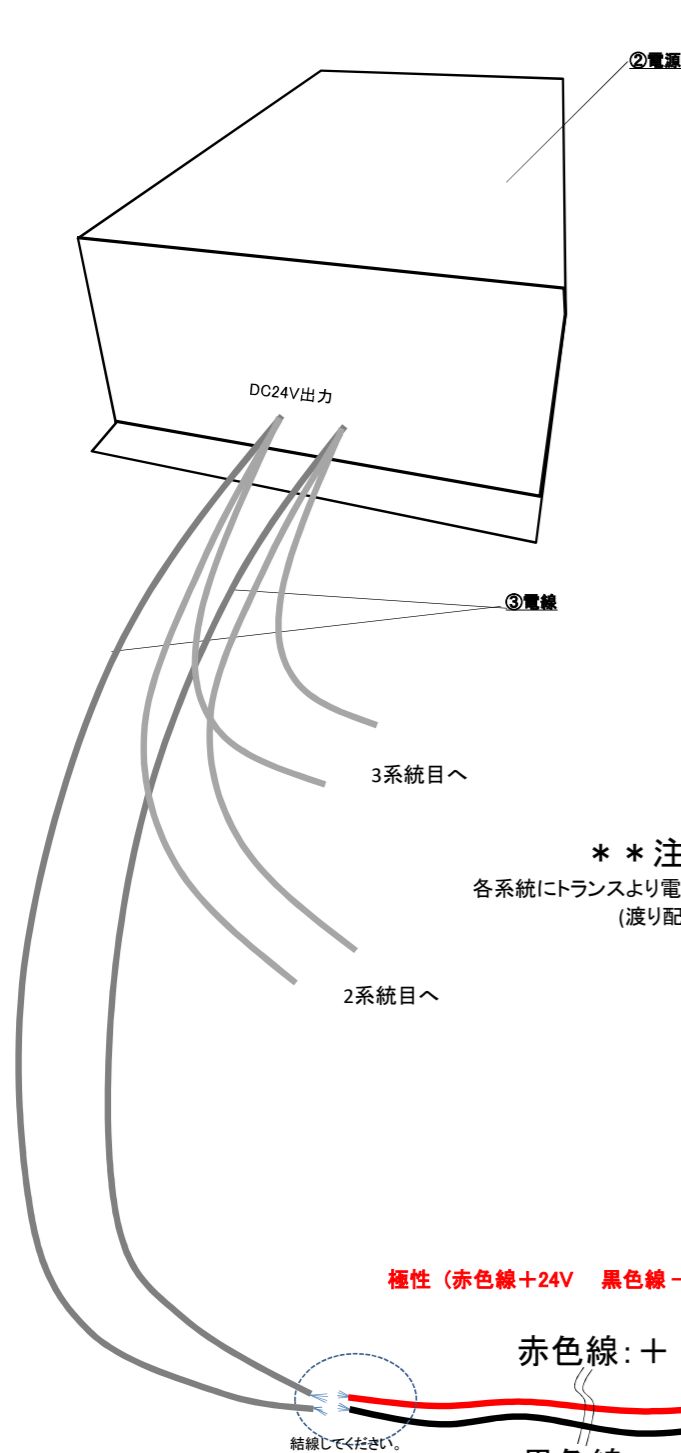 ②電源
DC24V出力
③電線
3系統目へ
＊＊注
各系統にトランスより電
(渡り配
2系統目へ
極性（赤色線＋24V　黒色線－
赤色線：＋
黒色線
結線してください。